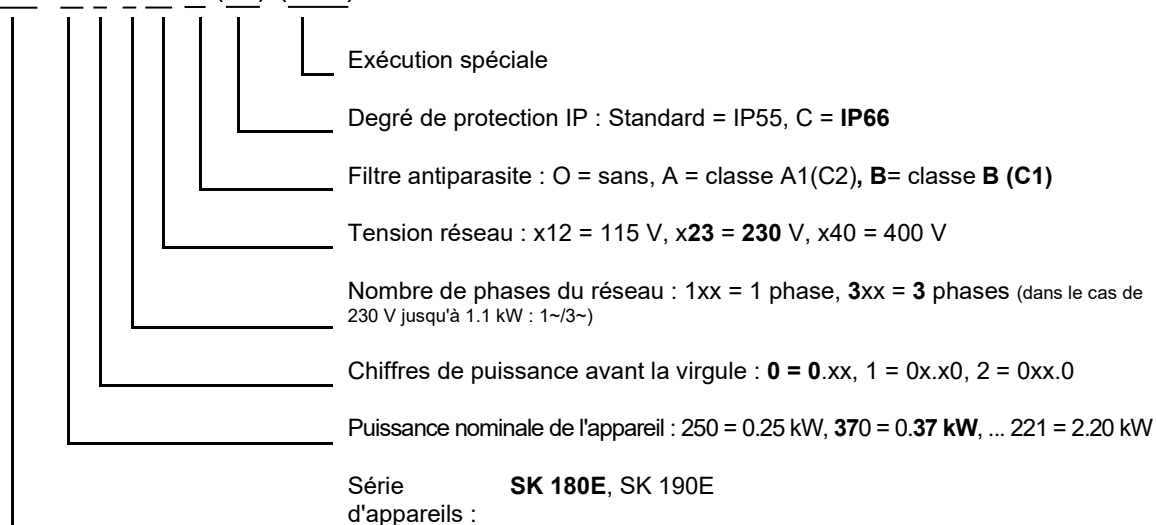 Exécution spéciale
Degré de protection IP : Standard = IP55, C = IP66
Filtre antiparasite : O = sans, A = classe A1(C2), B= classe B (C1)
Tension réseau : x12 = 115 V, x23 = 230 V, x40 = 400 V
Nombre de phases du réseau : 1xx = 1 phase, 3xx = 3 phases (dans le cas de
230 V jusqu'à 1.1 kW : 1~/3~)
Chiffres de puissance avant la virgule : 0 = 0.xx, 1 = 0x.x0, 2 = 0xx.0
Puissance nominale de l'appareil : 250 = 0.25 kW, 370 = 0.37 kW, ... 221 = 2.20 kW
Série SK 180E, SK 190E
d'appareils :